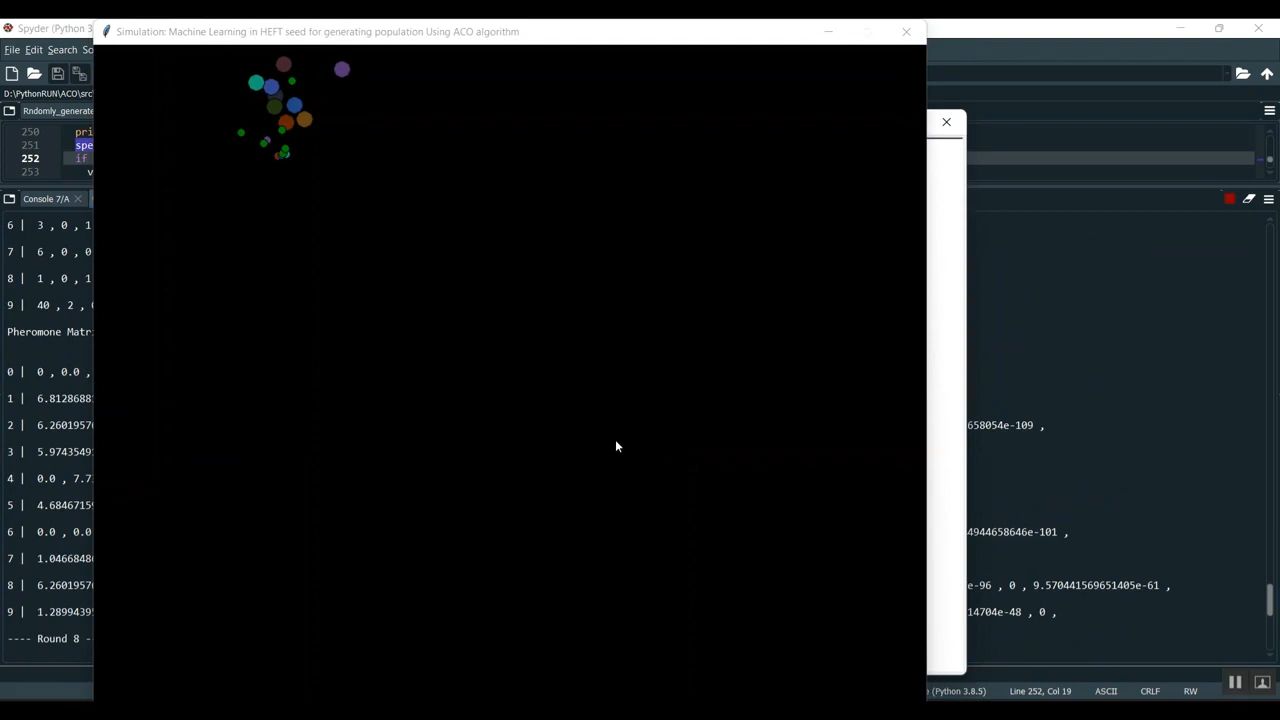 Spyder (Python 3
Simulation: Machine Learning in HEFT seed for generating population Using ACO algorithm
File Edit Search So
D:\PythonRUN\ACO\src
Rndomly_generate
250 pri
251 spe
252 if
253 v
Console 7/A
6 | 3 , 0 , 1
7 | 6 , 0 , 0
8 | 1 , 0 , 1
9 | 40 , 2 ,
Pheromone Matri
0 | 0 , 0.0 ,
1 | 6.8128688
2 | 6.2601957
658054e-109 ,
3 | 5.9743549
4 | 0.0 , 7.7
5 | 4.6846715
6 | 0.0 , 0.0
4944658646e-101 ,
7 | 1.0466848
8 | 6.2601957
e-96 , 0 , 9.570441569651405e-61 ,
9 | 1.2899439
14704e-48 , 0 ,
---- Round 8 --
(Python 3.8.5) Line 252, Col 19 ASCII CRLF RW